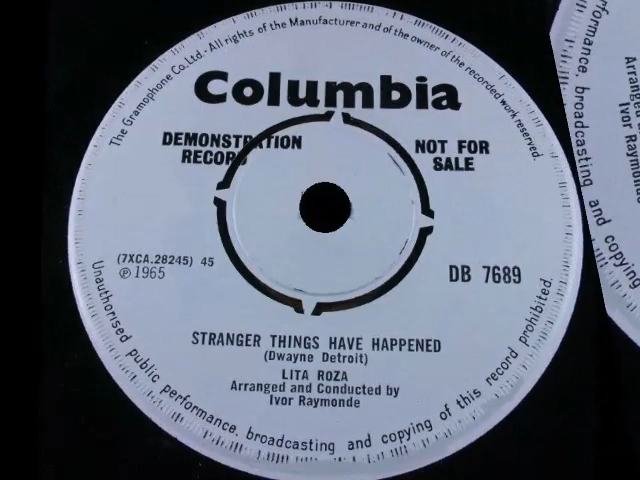 The Gramophone Co. Ltd.- All rights of the Manufacturer and of the owner of the recorded work reserved.
Columbia
DEMONSTRATION
RECORD
NOT FOR
SALE
(7XCA.28245) 45
℗ 1965
DB 7689
STRANGER THINGS HAVE HAPPENED
(Dwayne Detroit)
LITA ROZA
Arranged and Conducted by
Ivor Raymonde
Unauthorised public performance, broadcasting and copying of this record prohibited.
Arranged
Ivor Raymonde
performance, broadcasting and copying